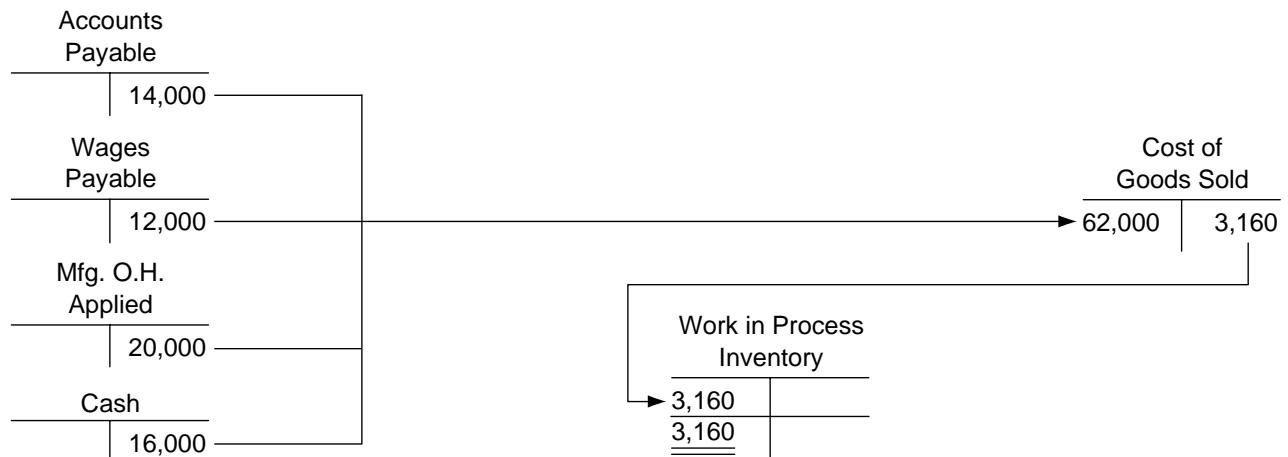 Accounts
Payable
14,000
Wages
Payable
12,000
Mfg. O.H.
Applied
20,000
Cash
16,000
Cost of
Goods Sold
62,000 3,160
Work in Process
Inventory
3,160
3,160